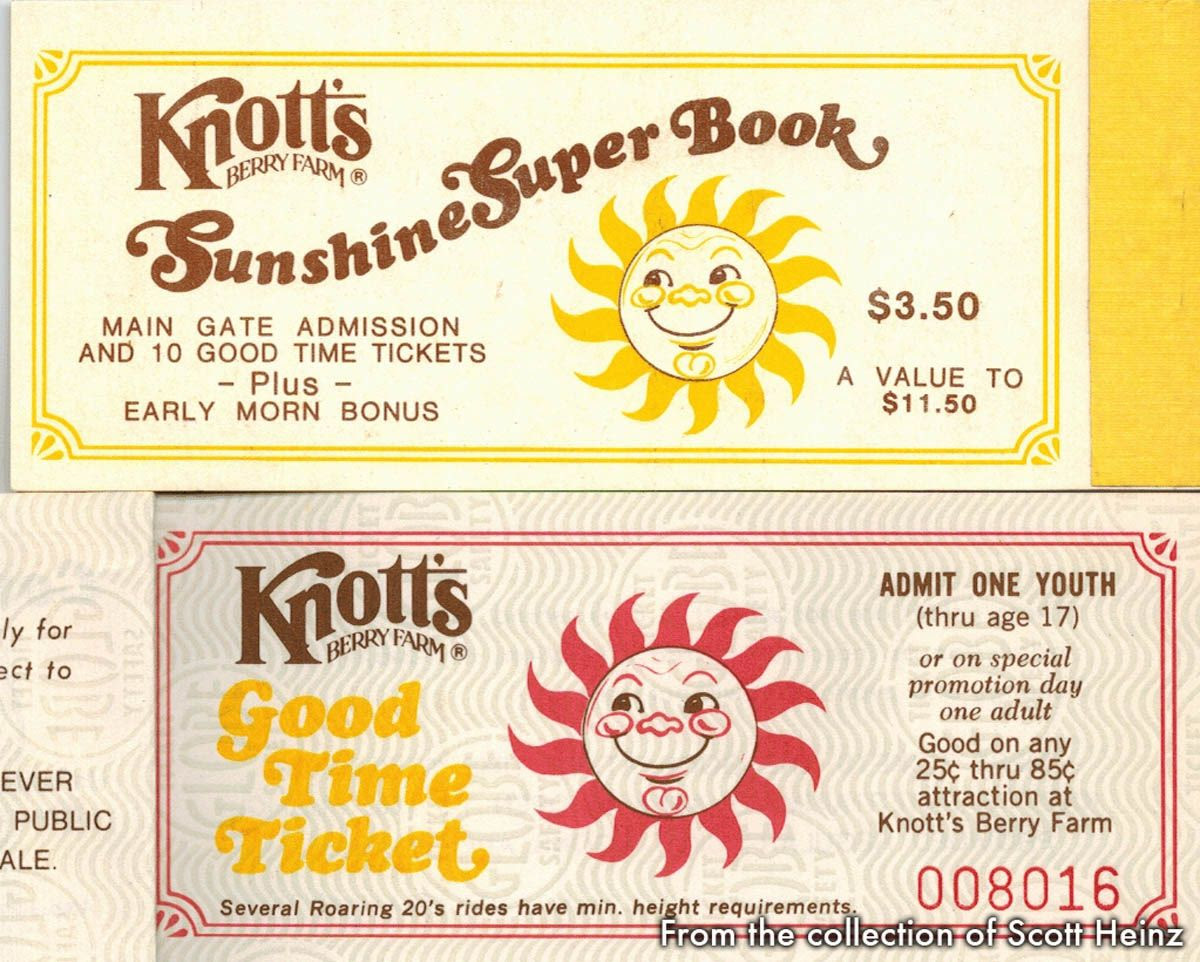 Knott's
BERRY FARM ®
Sunshine Super Book
MAIN GATE ADMISSION
AND 10 GOOD TIME TICKETS
- Plus -
EARLY MORN BONUS
$3.50
A VALUE TO
$11.50
ly for
ect to
EVER
PUBLIC
ALE.
Knott's
BERRY FARM ®
Good
Time
Ticket
ADMIT ONE YOUTH
(thru age 17)
or on special
promotion day
one adult
Good on any
25¢ thru 85¢
attraction at
Knott's Berry Farm
008016
Several Roaring 20's rides have min. height requirements.
From the collection of Scott Heinz